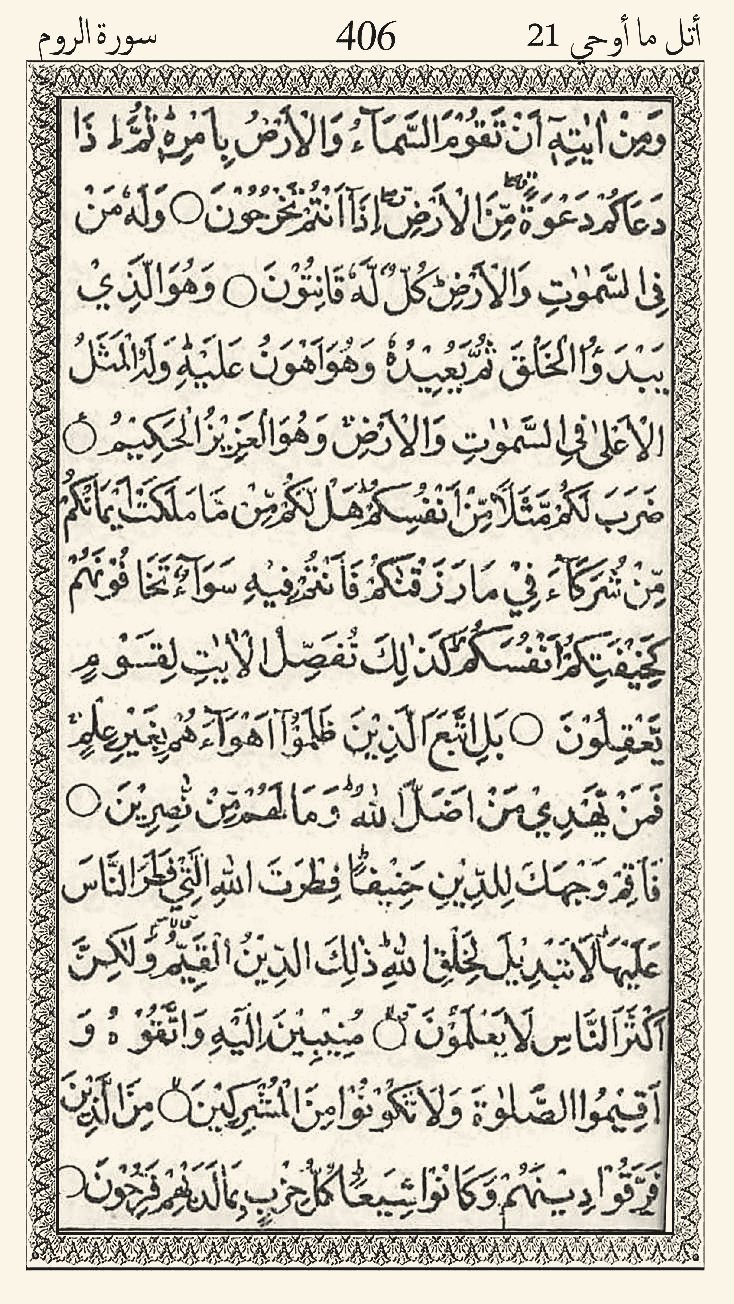 أتل ما أوحي 21 406 سورة الروم
وَمِنْ اٰيٰتِهٖٓ اَنْ تَقُوْمَ السَّمَآءُ وَالْاَرْضُ بِاَمْرِهٖ ؕ ثُمَّ اِذَا
دَعَاكُمْ دَعْوَةً ۖ مِّنَ الْاَرْضِ ۖ اِذَآ اَنْتُمْ تَخْرُجُوْنَ ○ وَلَهٗ مَنْ
فِى السَّمٰوٰتِ وَالْاَرْضِ ؕ كُلٌّ لَّهٗ قَانِتُوْنَ ○ وَهُوَ الَّذِيْ
يَبْدَؤُا الْخَلْقَ ثُمَّ يُعِيْدُهٗ وَهُوَ اَهْوَنُ عَلَيْهِ ؕ وَلَهُ الْمَثَلُ
الْاَعْلٰى فِى السَّمٰوٰتِ وَالْاَرْضِ ۚ وَهُوَ الْعَزِيْزُ الْحَكِيْمُ ○
ضَرَبَ لَكُمْ مَّثَلًا مِّنْ اَنْفُسِكُمْ ؕ هَلْ لَّكُمْ مِّنْ مَّا مَلَكَتْ اَيْمَانُكُمْ
مِّنْ شُرَكَآءَ فِيْ مَا رَزَقْنٰكُمْ فَاَنْتُمْ فِيْهِ سَوَآءٌ تَخَافُوْنَهُمْ
كَخِيْفَتِكُمْ اَنْفُسَكُمْ ؕ كَذٰلِكَ نُفَصِّلُ الْاٰيٰتِ لِقَوْمٍ
يَّعْقِلُوْنَ ○ بَلِ اتَّبَعَ الَّذِيْنَ ظَلَمُوْٓا اَهْوَآءَهُمْ بِغَيْرِ عِلْمٍ ۚ
فَمَنْ يَّهْدِيْ مَنْ اَضَلَّ اللّٰهُ ؕ وَمَا لَهُمْ مِّنْ نّٰصِرِيْنَ ○
فَاَقِمْ وَجْهَكَ لِلدِّيْنِ حَنِيْفًا ؕ فِطْرَتَ اللّٰهِ الَّتِيْ فَطَرَ النَّاسَ
عَلَيْهَا ؕ لَا تَبْدِيْلَ لِخَلْقِ اللّٰهِ ؕ ذٰلِكَ الدِّيْنُ الْقَيِّمُ ۙ وَلٰكِنَّ
اَكْثَرَ النَّاسِ لَا يَعْلَمُوْنَ ○ مُنِيْبِيْنَ اِلَيْهِ وَاتَّقُوْهُ وَ
اَقِيْمُوا الصَّلٰوةَ وَلَا تَكُوْنُوْا مِنَ الْمُشْرِكِيْنَ ○ مِنَ الَّذِيْنَ
فَرَّقُوْا دِيْنَهُمْ وَكَانُوْا شِيَعًا ؕ كُلُّ حِزْبٍۢ بِمَا لَدَيْهِمْ فَرِحُوْنَ ○